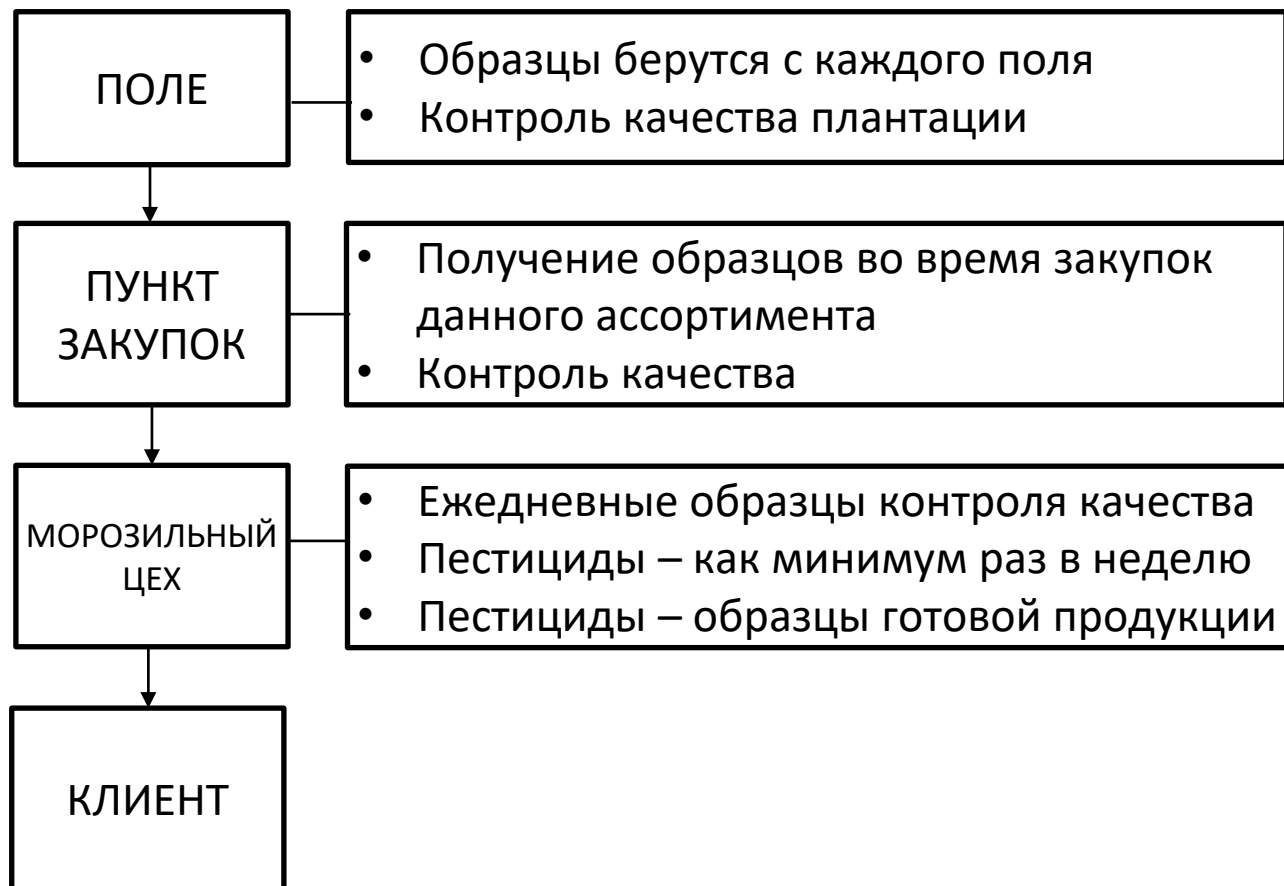 ПОЛЕ
• Образцы берутся с каждого поля
• Контроль качества плантации
ПУНКТ
ЗАКУПОК
• Получение образцов во время закупок
данного ассортимента
• Контроль качества
МОРОЗИЛЬНЫЙ
ЦЕХ
• Ежедневные образцы контроля качества
• Пестициды – как минимум раз в неделю
• Пестициды – образцы готовой продукции
КЛИЕНТ